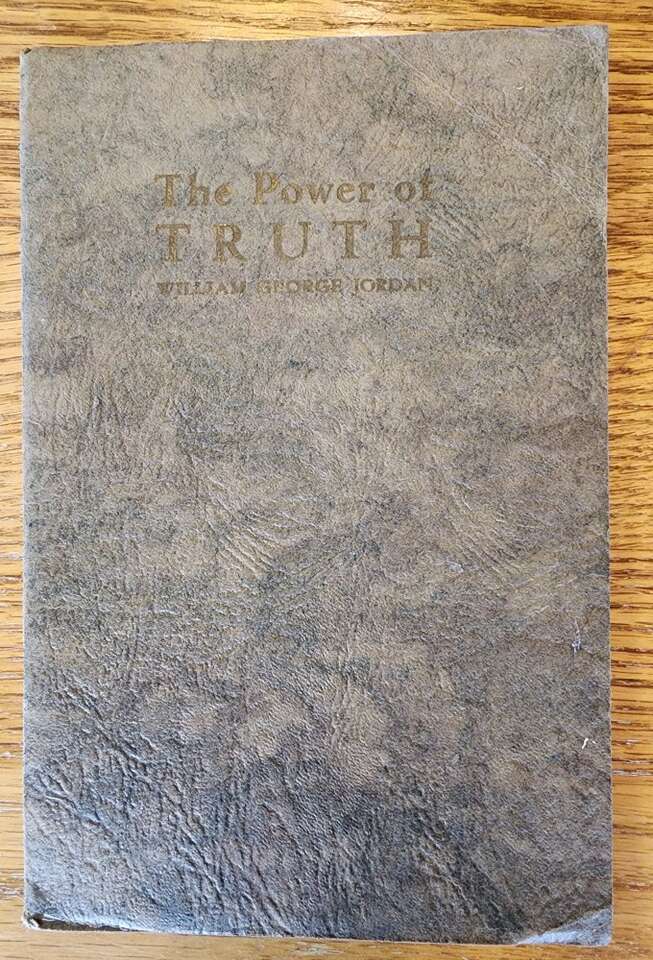 The Power of
TRUTH
WILLIAM GEORGE JORDAN